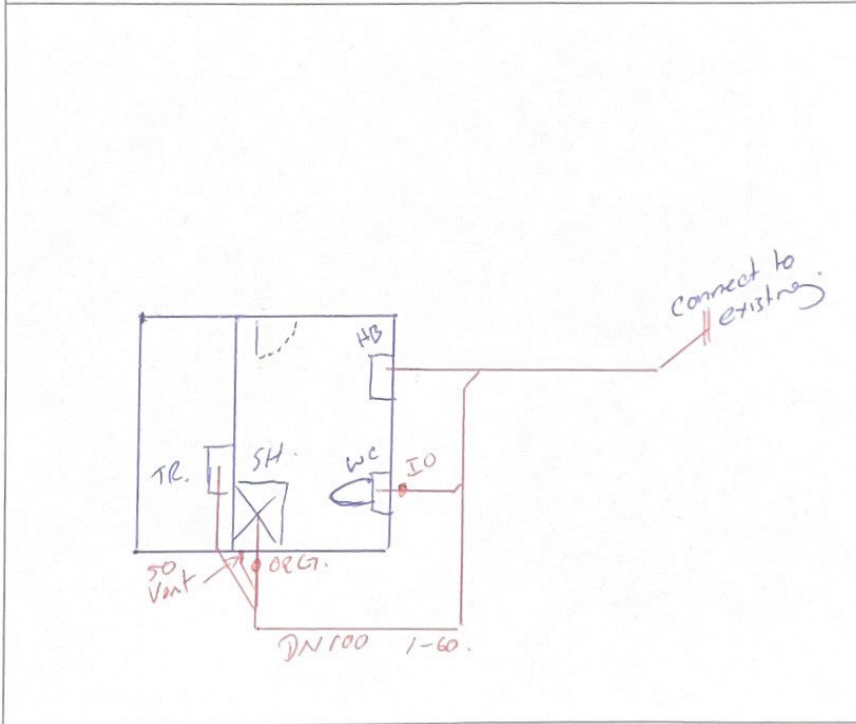 connect to
existing.
HB
WC
IO
SH.
TR.
50
Vent
ORG.
DN100 1-60.